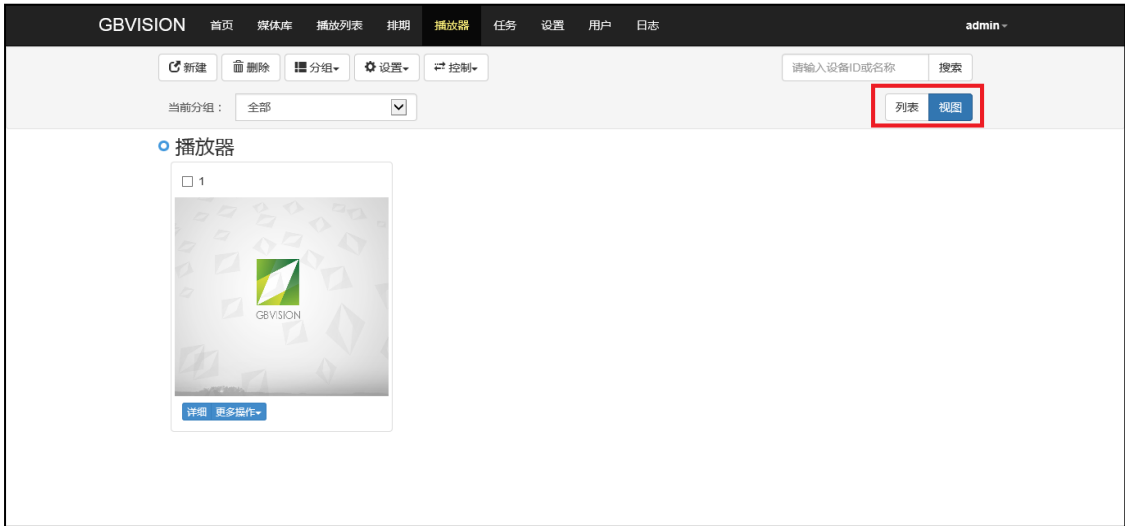 GBVISION 首页 媒体库 播放列表 排期 播放器 任务 设置 用户 日志 admin
新建 删除 分组 设置 控制 请输入设备ID或名称 搜索
当前分组： 全部 列表 视图
播放器
1
GBVISION
详细 更多操作